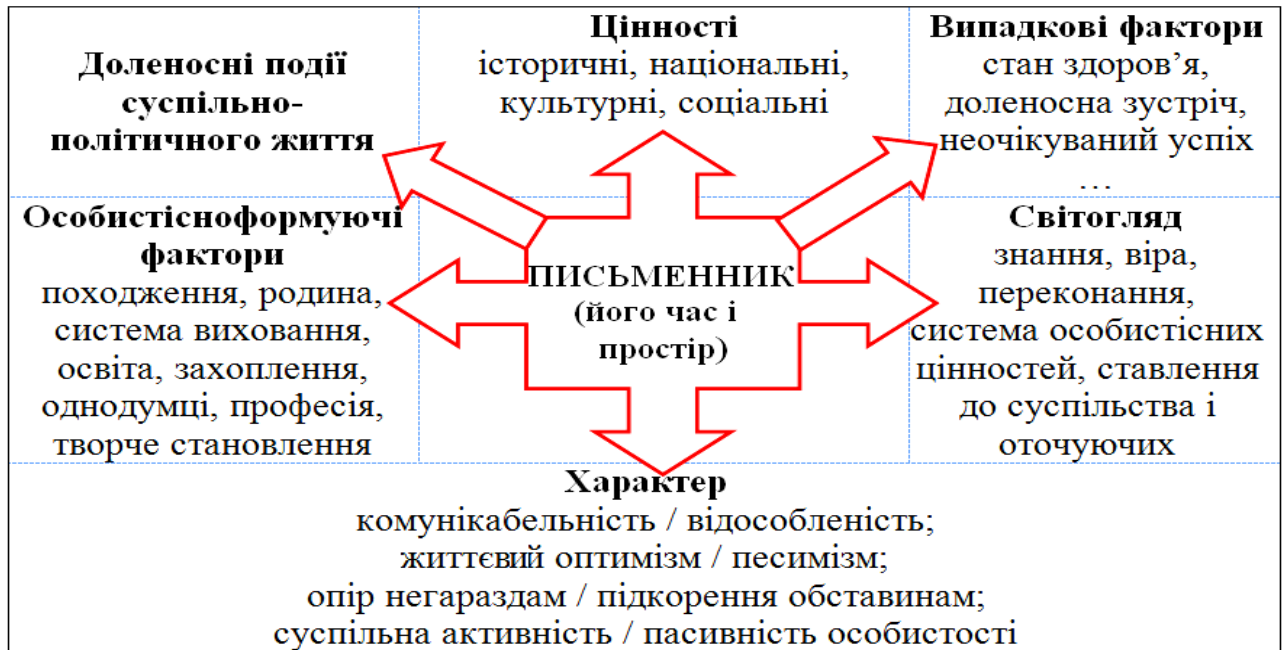 Доленосні події
суспільно-
політичного життя
Цінності
історичні, національні,
культурні, соціальні
Випадкові фактори
стан здоров’я,
доленосна зустріч,
неочікуваний успіх
…
Особистісноформуючі
фактори
походження, родина,
система виховання,
освіта, захоплення,
однодумці, професія,
творче становлення
ПИСЬМЕННИК
(його час і
простір)
Світогляд
знання, віра,
переконання,
система особистісних
цінностей, ставлення
до суспільства і
оточуючих
Характер
комунікабельність / відособленість;
життєвий оптимізм / песимізм;
опір негараздам / підкорення обставинам;
суспільна активність / пасивність особистості